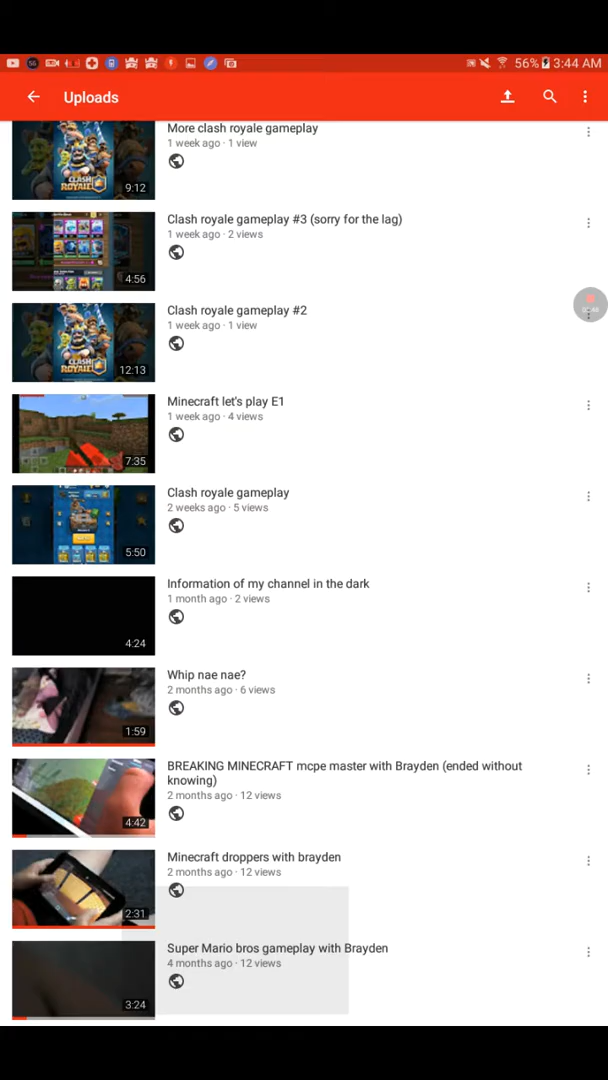 56% 3:44 AM
Uploads
More clash royale gameplay
1 week ago · 1 view
CLASH
ROYALE
9:12
Clash royale gameplay #3 (sorry for the lag)
1 week ago · 2 views
4:56
Clash royale gameplay #2
1 week ago · 1 view
CLASH
ROYALE
12:13
Minecraft let's play E1
1 week ago · 4 views
7:35
Clash royale gameplay
2 weeks ago · 5 views
5:50
Information of my channel in the dark
1 month ago · 2 views
4:24
Whip nae nae?
2 months ago · 6 views
1:59
BREAKING MINECRAFT mcpe master with Brayden (ended without
knowing)
2 months ago · 12 views
4:42
Minecraft droppers with brayden
2 months ago · 12 views
2:31
Super Mario bros gameplay with Brayden
4 months ago · 12 views
3:24